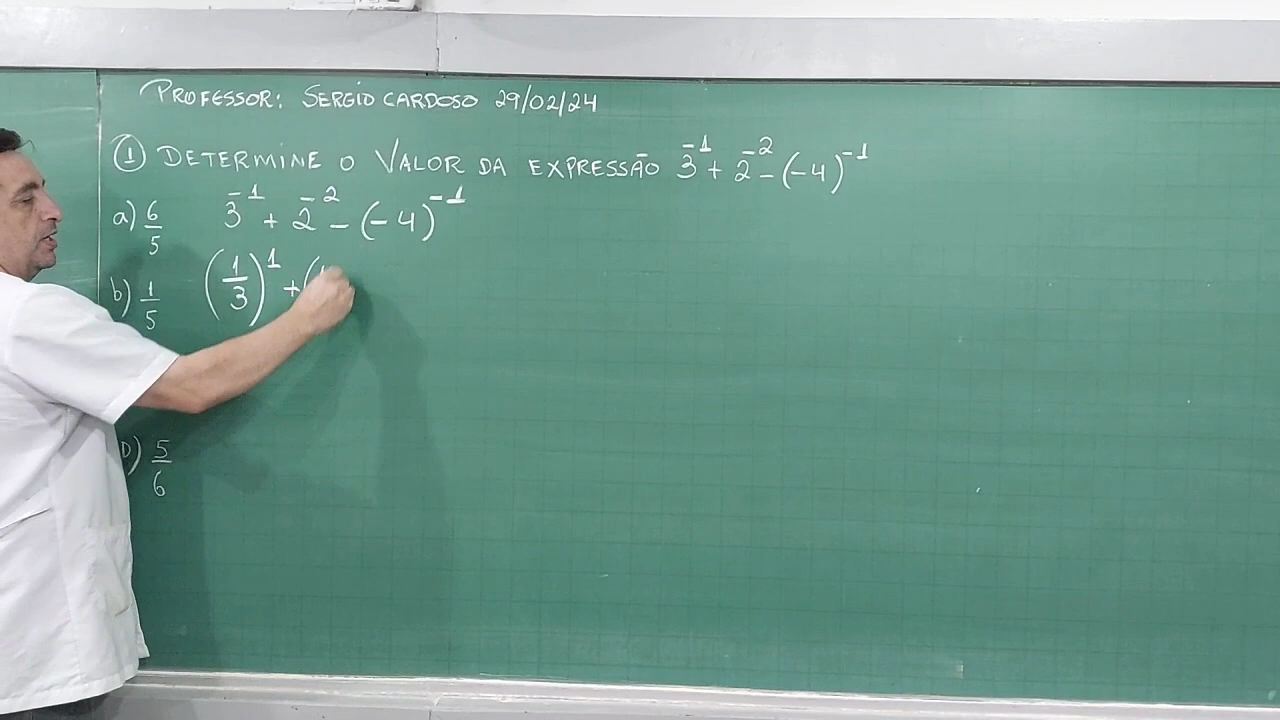 PROFESSOR: SERGIO CARDOSO 29/02/24
① DETERMINE O VALOR DA EXPRESSÃO 3⁻¹ + 2⁻² - (-4)⁻¹
a) 6/5 3⁻¹ + 2⁻² - (-4)⁻¹
b) 1/5 (1/3)¹ + (1
D) 5/6